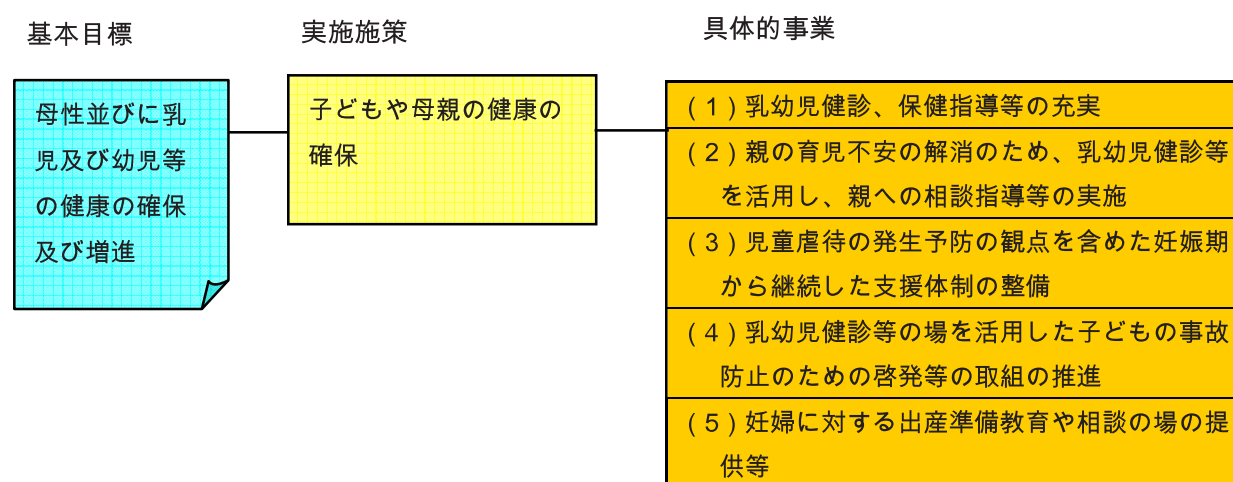 基本目標
実施施策
具体的事業
母性並びに乳
児及び幼児等
の健康の確保
及び増進
子どもや母親の健康の
確保
(1)乳幼児健診、保健指導等の充実
(2)親の育児不安の解消のため、乳幼児健診等
を活用し、親への相談指導等の実施
(3)児童虐待の発生予防の観点を含めた妊娠期
から継続した支援体制の整備
(4)乳幼児健診等の場を活用した子どもの事故
防止のための啓発等の取組の推進
(5)妊婦に対する出産準備教育や相談の場の提
供等